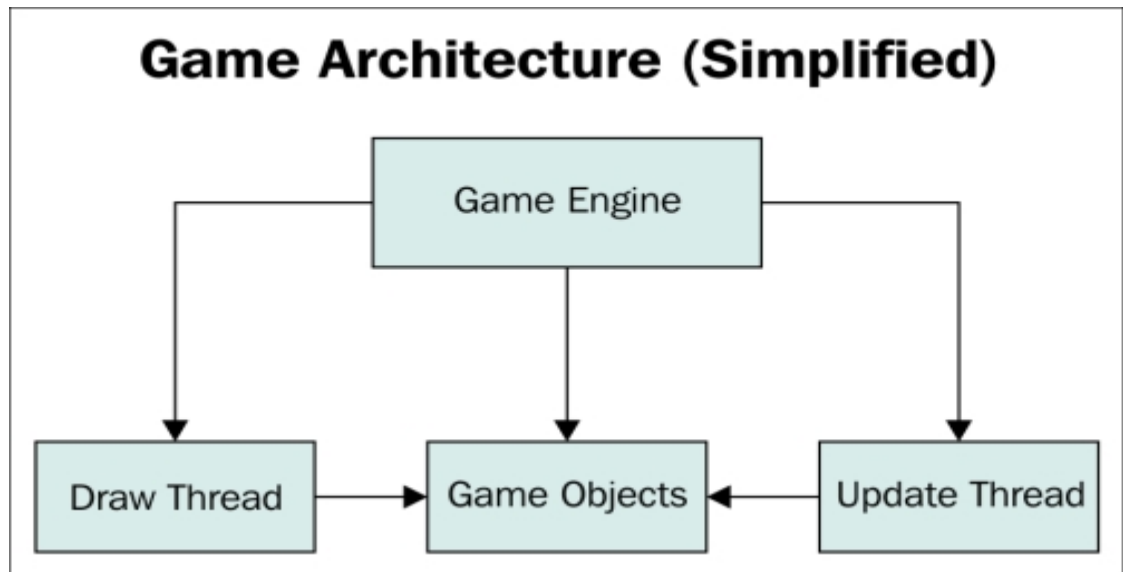 Game Architecture (Simplified)
Game Engine
Draw Thread
Game Objects
Update Thread